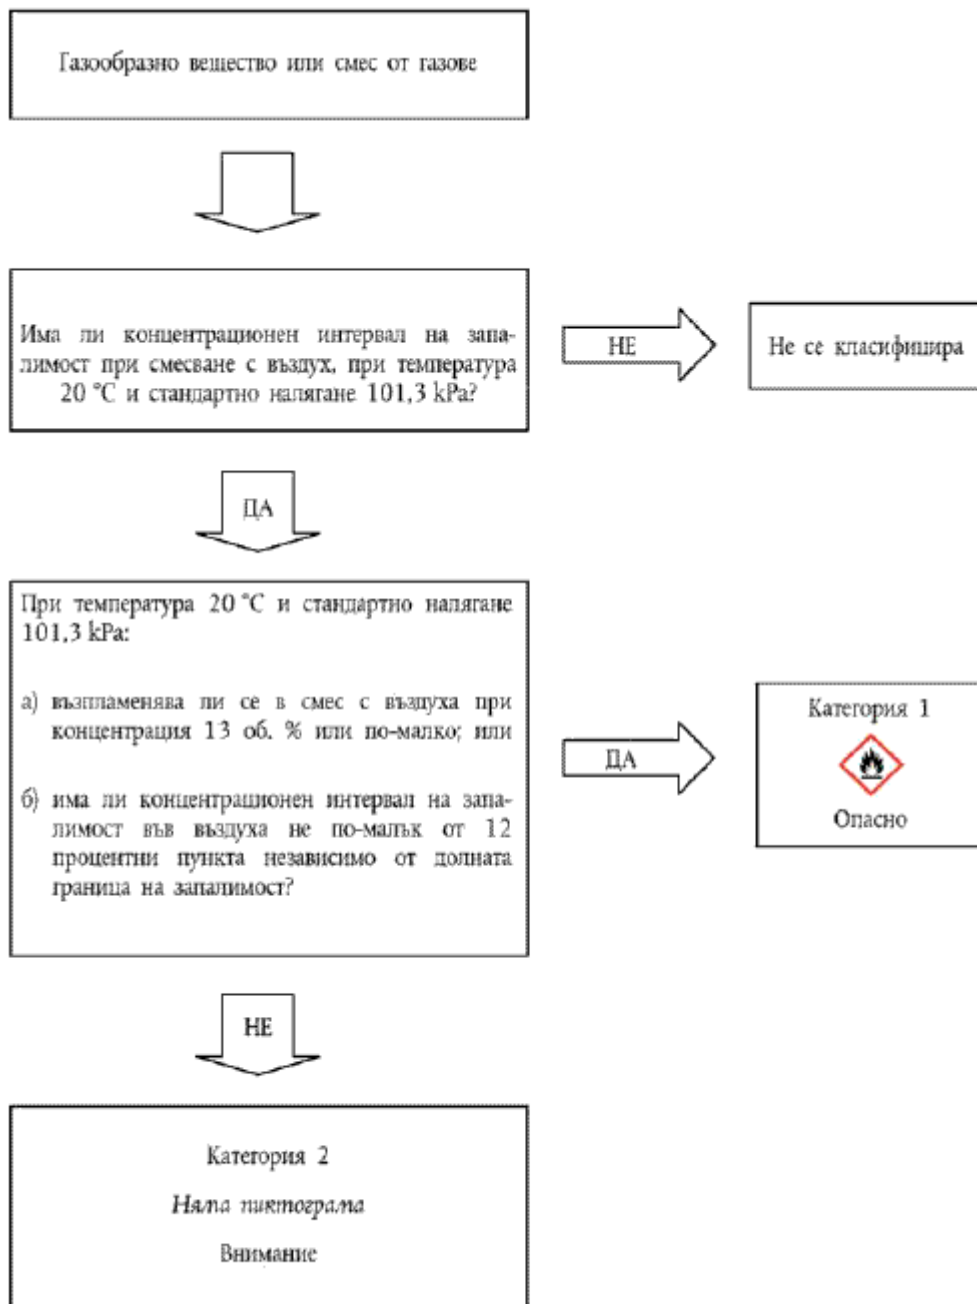 Газообразно вещество или смес от газове
Има ли концентрационен интервал на запа-
лимост при смесване с въздух, при температура
20 °C и стандартно налягане 101,3 kPa?
НЕ
Не се класифицира
ДА
При температура 20 °C и стандартно налягане
101,3 kPa:
а) възпламенява ли се в смес с въздуха при
концентрация 13 об. % или по-малко; или
б) има ли концентрационен интервал на запа-
лимост във въздуха не по-малък от 12
процентни пункта независимо от долната
граница на запалимост?
ДА
Категория 1
Опасно
НЕ
Категория 2
Няма пиктограма
Внимание